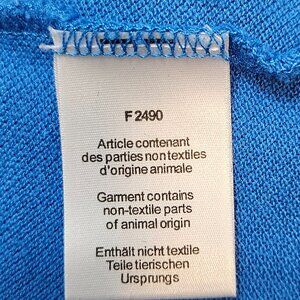 F 2490
Article contenant
des parties non textiles
d'origine animale
Garment contains
non-textile parts
of animal origin
Enthält nicht textile
Teile tierischen
Ursprungs